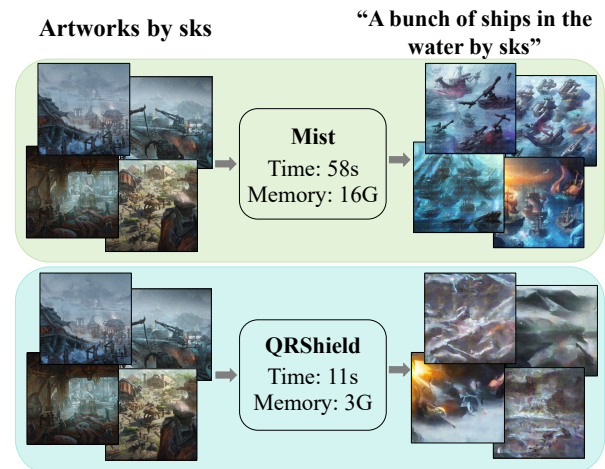 Artworks by sks
“A bunch of ships in the
water by sks”
Mist
Time: 58s
Memory: 16G
QRShield
Time: 11s
Memory: 3G